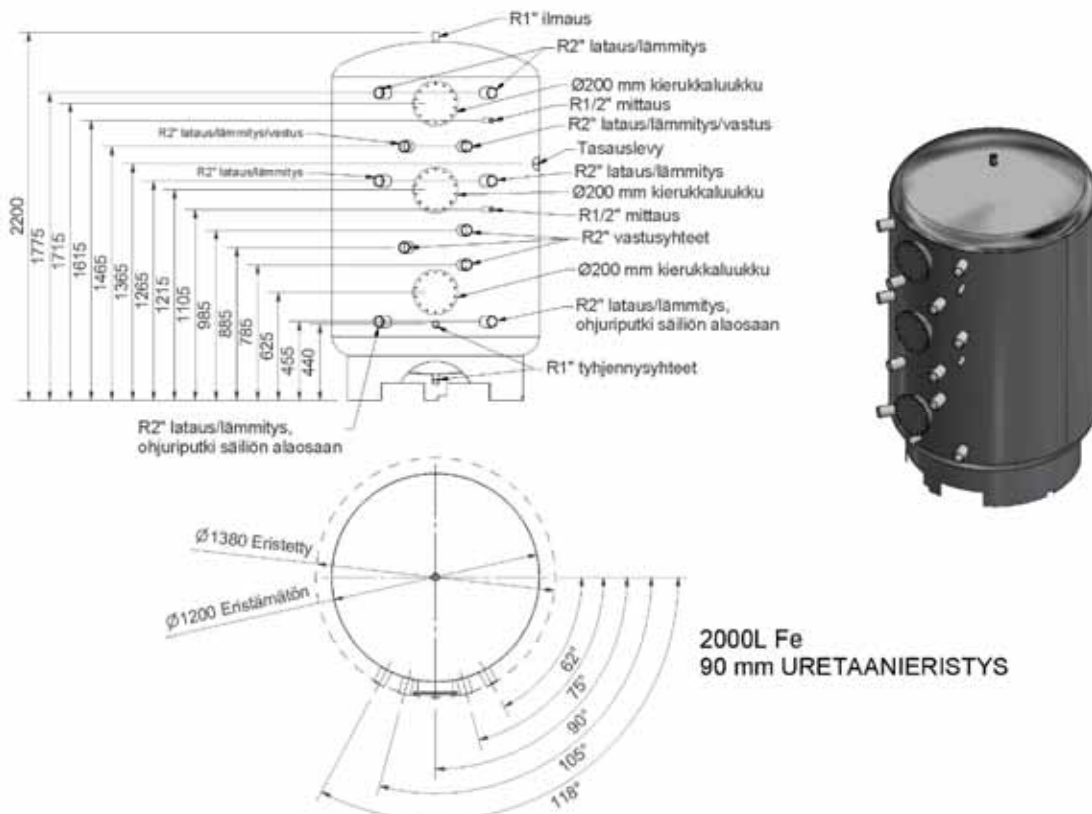 R1" ilmaus
R2" lataus/lämmitys
Ø200 mm kierukkaluukku
R1/2" mittaus
R2" lataus/lämmitys/vastus
R2" lataus/lämmitys/vastus
Tasauslevy
R2" lataus/lämmitys
R2" lataus/lämmitys
Ø200 mm kierukkaluukku
R1/2" mittaus
R2" vastusyhteet
Ø200 mm kierukkaluukku
R2" lataus/lämmitys,
ohjuriputki säiliön alaosaan
R1" tyhjennysyhteet
2200
1775
1715
1615
1465
1365
1265
1215
1105
985
885
785
625
455
440
R2" lataus/lämmitys,
ohjuriputki säiliön alaosaan
Ø1380 Eristetty
Ø1200 Eristämätön
62°
75°
90°
105°
118°
2000L Fe
90 mm URETAANIERISTYS